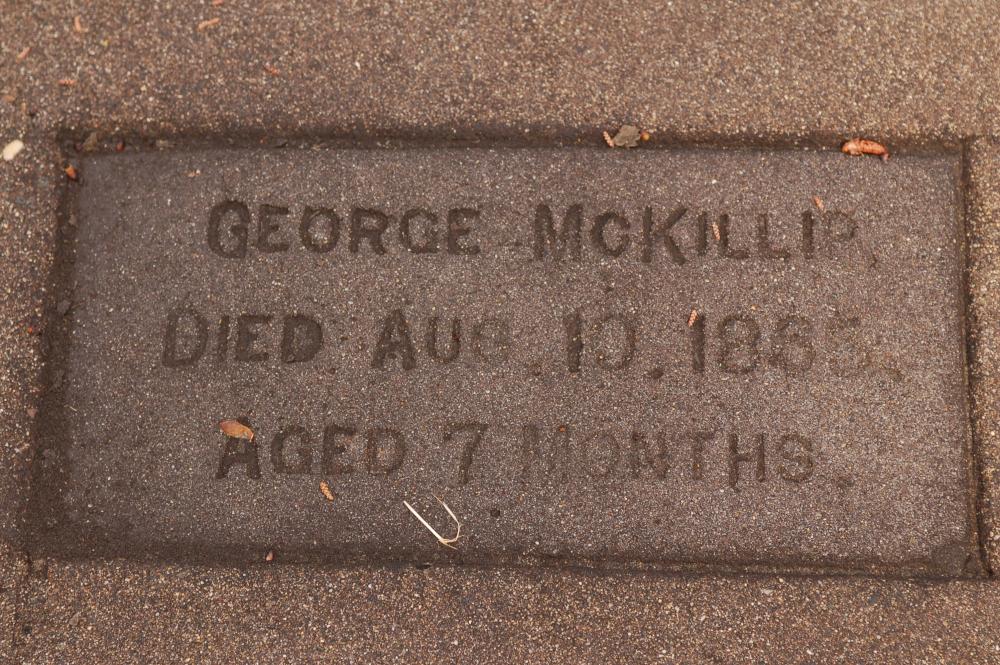 GEORGE MCKILLIP,
DIED AUG. 10. 1865.
AGED 7 MONTHS.